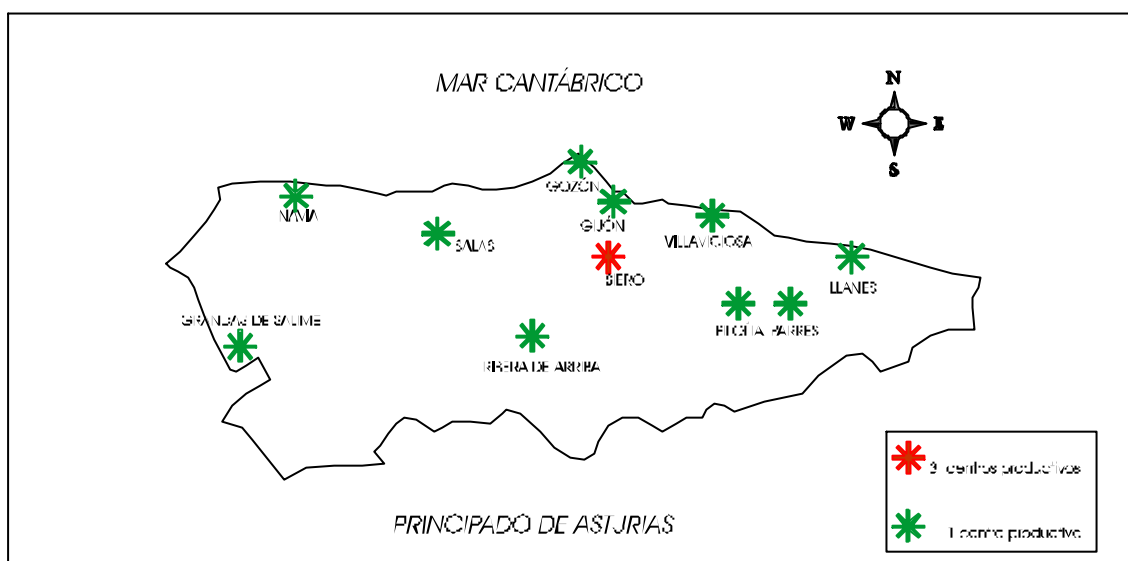 MAR CANTÁBRICO
N
W E
S
GOZÓN
NAVIA
GIJÓN
SALAS
VILLAVICIOSA
SIERO
LLANES
GRANDAS DE SALIME
PILOÑA PARRES
RIBERA DE ARRIBA
3 centros productivos
1 centro productivo
PRINCIPADO DE ASTURIAS